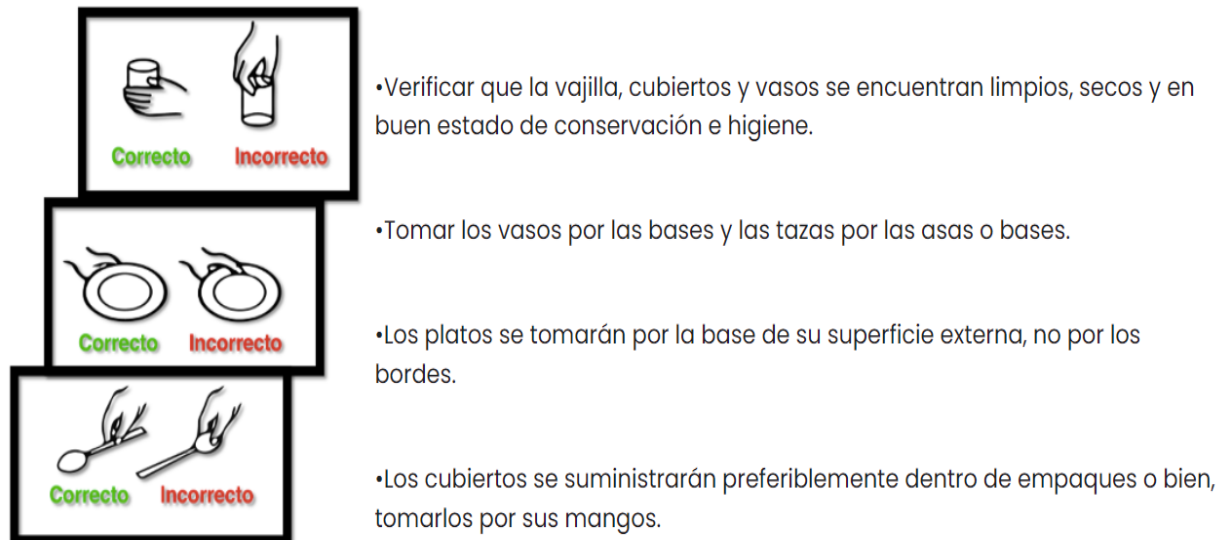 Correcto Incorrecto
•Verificar que la vajilla, cubiertos y vasos se encuentran limpios, secos y en
buen estado de conservación e higiene.
•Tomar los vasos por las bases y las tazas por las asas o bases.
Correcto Incorrecto
•Los platos se tomarán por la base de su superficie externa, no por los
bordes.
Correcto Incorrecto
•Los cubiertos se suministrarán preferiblemente dentro de empaques o bien,
tomarlos por sus mangos.